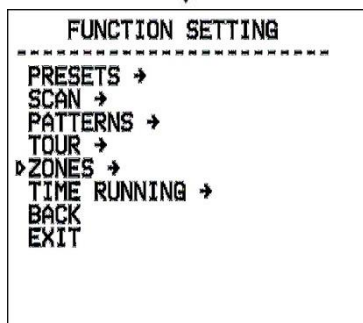 FUNCTION SETTING
PRESETS →
SCAN →
PATTERNS →
TOUR →
ZONES →
TIME RUNNING →
BACK
EXIT